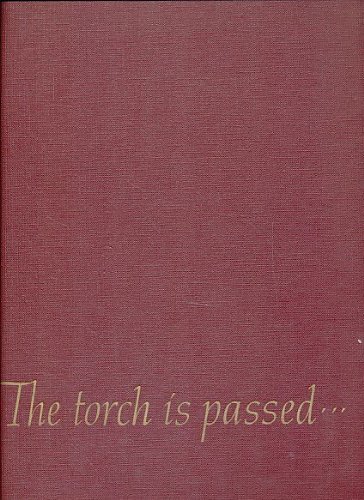 The torch is passed...